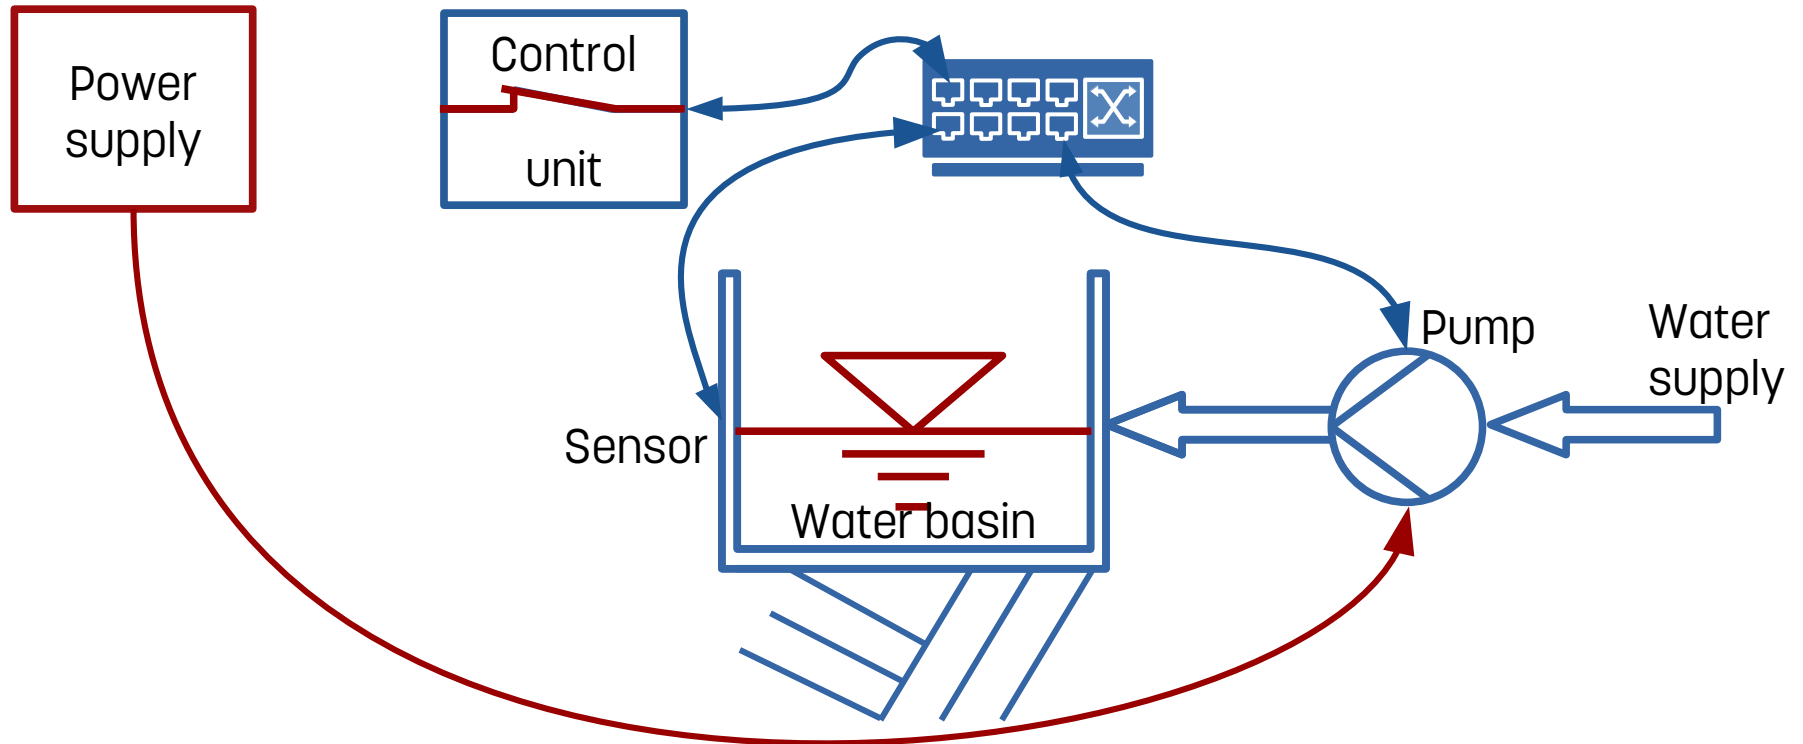 Power
supply
Control
unit
Pump
Water
supply
Sensor
Water basin